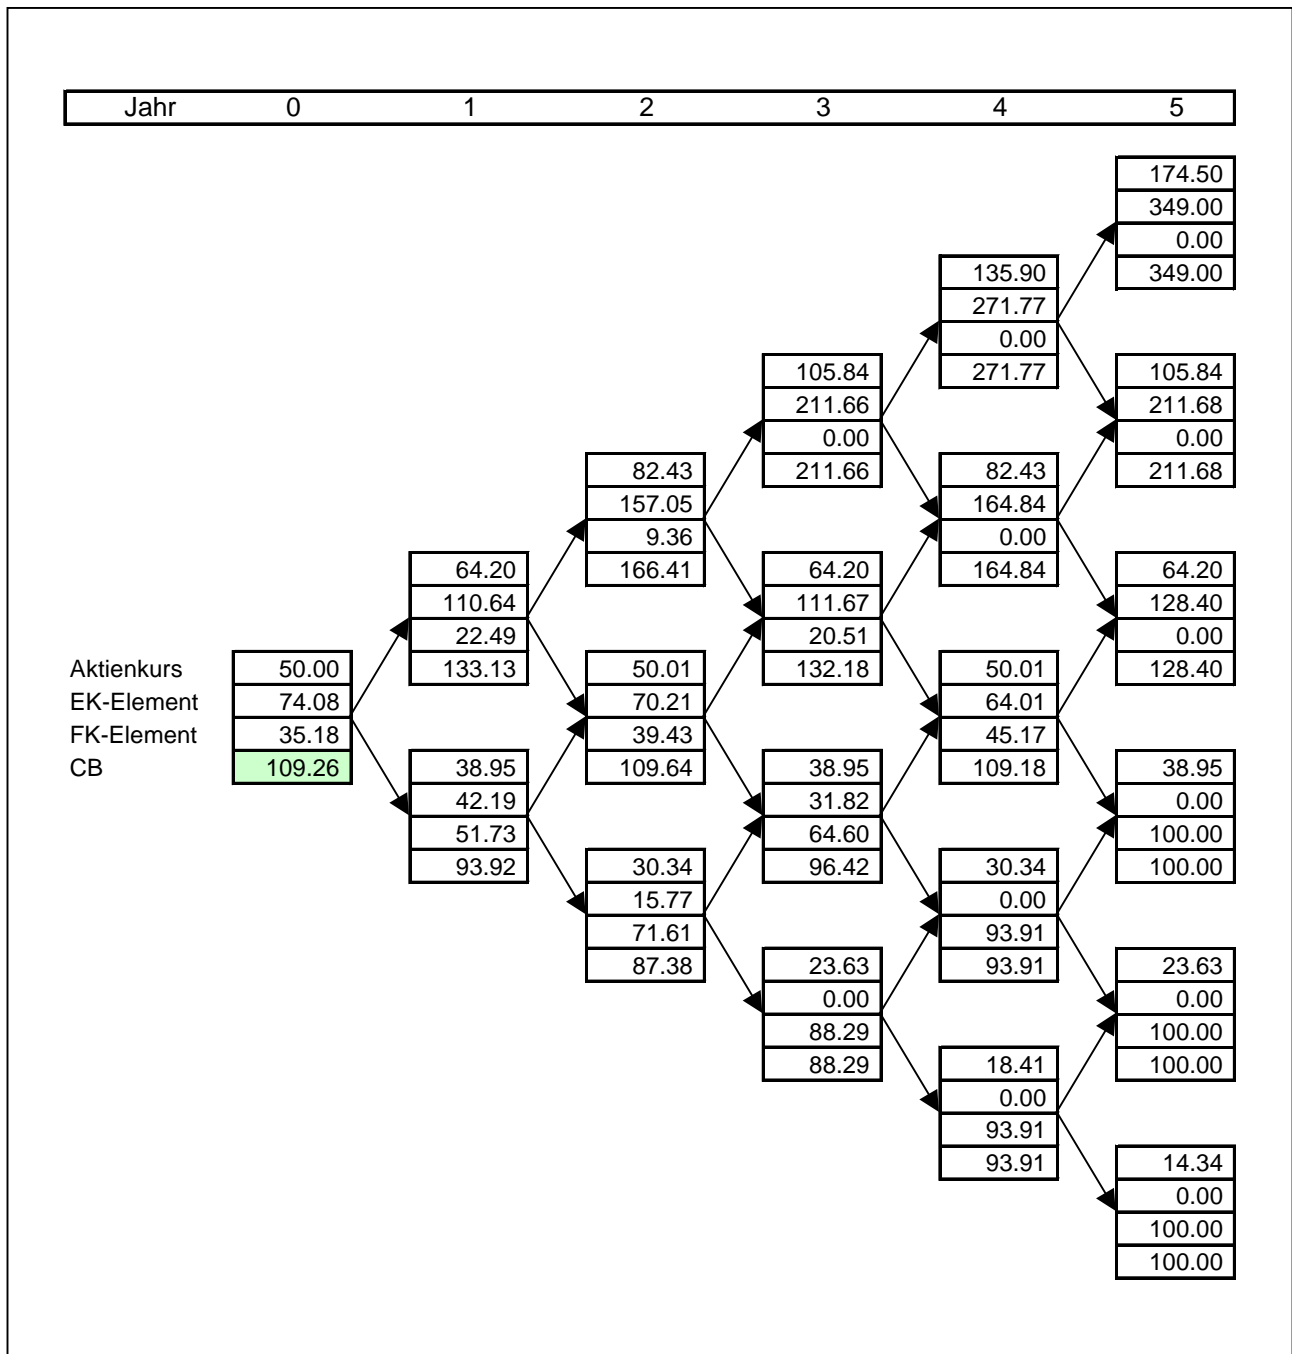 Jahr 0 1 2 3 4 5
174.50
349.00
0.00
135.90 349.00
271.77
0.00
105.84 271.77 105.84
211.66 211.68
0.00 0.00
82.43 211.66 82.43 211.68
157.05 164.84
9.36 0.00
64.20 166.41 64.20 164.84 64.20
110.64 111.67 128.40
22.49 20.51 0.00
Aktienkurs 50.00 133.13 50.01 132.18 50.01 128.40
EK-Element 74.08 70.21 64.01
FK-Element 35.18 39.43 45.17
CB 109.26 38.95 109.64 38.95 109.18 38.95
42.19 31.82 0.00
51.73 64.60 100.00
93.92 30.34 96.42 30.34 100.00
15.77 0.00
71.61 93.91
87.38 23.63 93.91 23.63
0.00 0.00
88.29 100.00
88.29 18.41 100.00
0.00
93.91
93.91 14.34
0.00
100.00
100.00